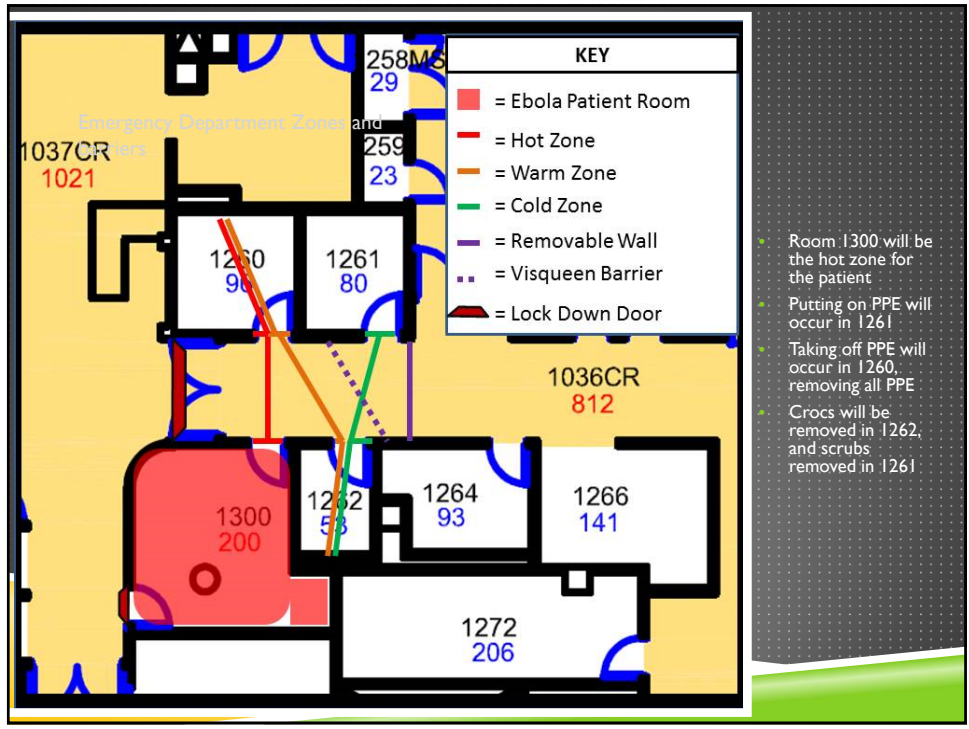 258MS
29
KEY
= Ebola Patient Room
= Hot Zone
= Warm Zone
= Cold Zone
= Removable Wall
= Visqueen Barrier
= Lock Down Door
Emergency Department Zones and
Barriers
1037CR
1021
259
23
1260
96
1261
80
1036CR
812
1300
200
1262
53
1264
93
1266
141
1272
206
• Room 1300 will be
the hot zone for
the patient
• Putting on PPE will
occur in 1261
• Taking off PPE will
occur in 1260,
removing all PPE
• Crocs will be
removed in 1262,
and scrubs
removed in 1261